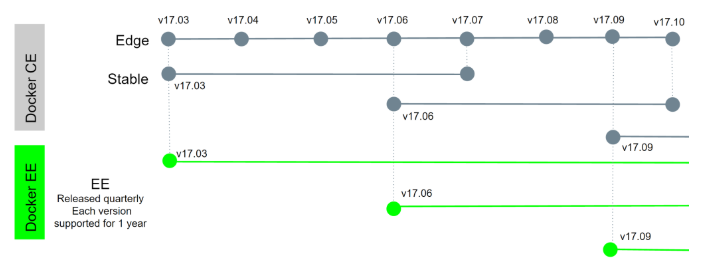 v17.03 v17.04 v17.05 v17.06 v17.07 v17.08 v17.09 v17.10
Edge
Docker CE
Stable
v17.03
v17.06
v17.09
Docker EE
v17.03
EE
Released quarterly
Each version
supported for 1 year
v17.06
v17.09